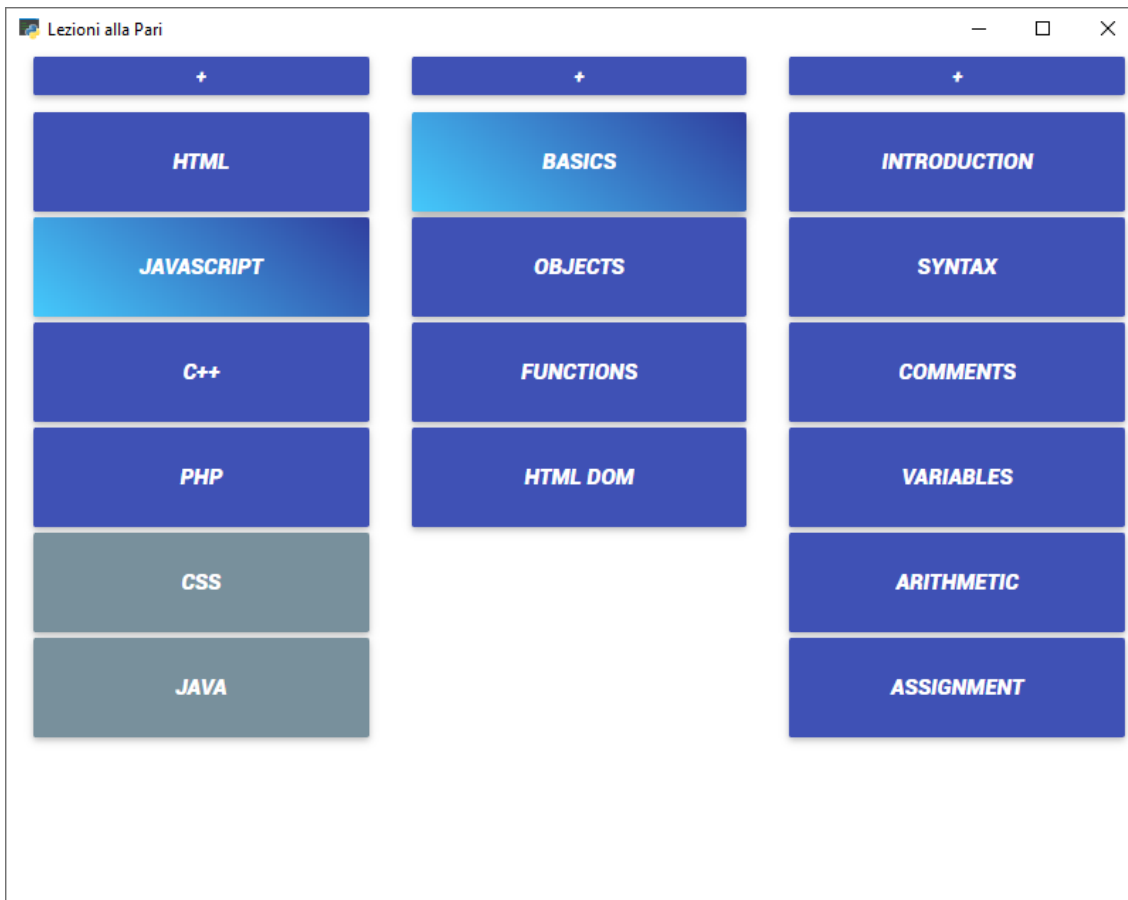 Lezioni alla Pari
+ + +
HTML BASICS INTRODUCTION
JAVASCRIPT OBJECTS SYNTAX
C++ FUNCTIONS COMMENTS
PHP HTML DOM VARIABLES
CSS ARITHMETIC
JAVA ASSIGNMENT